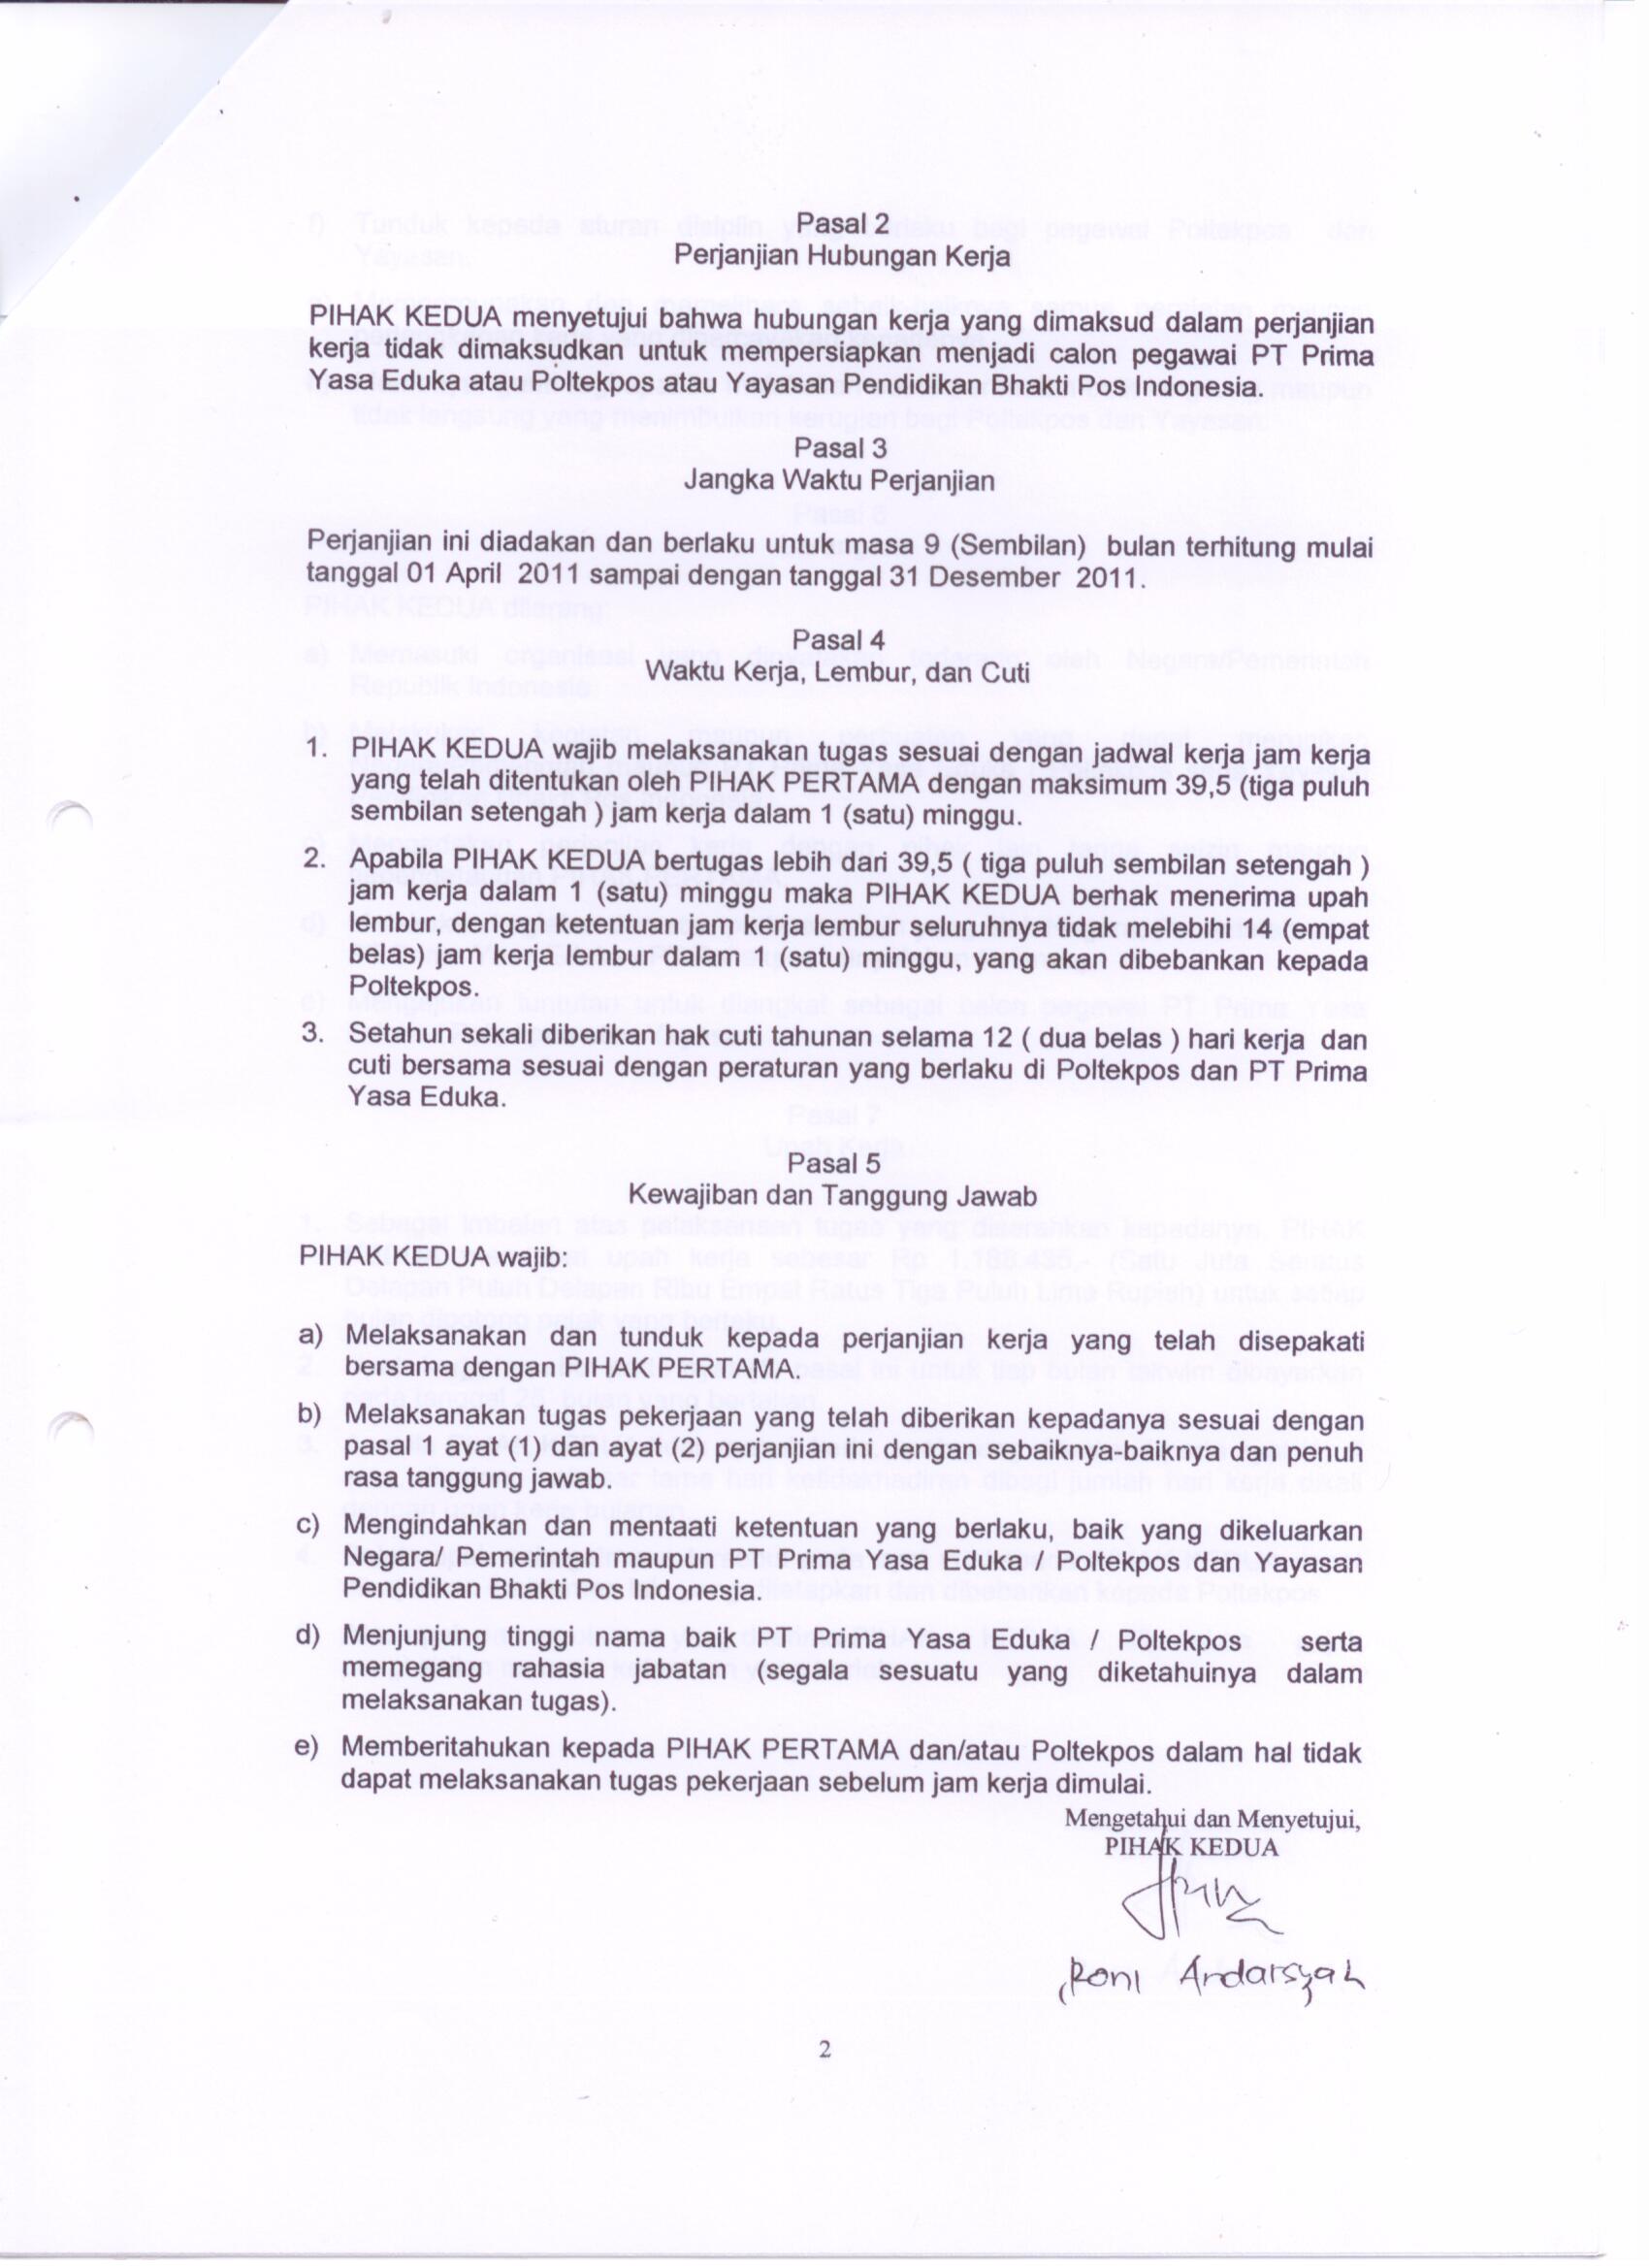 Pasal 2
Perjanjian Hubungan Kerja
PIHAK KEDUA menyetujui bahwa hubungan kerja yang dimaksud dalam perjanjian
kerja tidak dimaksudkan untuk mempersiapkan menjadi calon pegawai PT Prima
Yasa Eduka atau Poltekpos atau Yayasan Pendidikan Bhakti Pos Indonesia.
Pasal 3
Jangka Waktu Perjanjian
Perjanjian ini diadakan dan berlaku untuk masa 9 (Sembilan) bulan terhitung mulai
tanggal 01 April 2011 sampai dengan tanggal 31 Desember 2011.
Pasal 4
Waktu Kerja, Lembur, dan Cuti
1. PIHAK KEDUA wajib melaksanakan tugas sesuai dengan jadwal kerja jam kerja
yang telah ditentukan oleh PIHAK PERTAMA dengan maksimum 39,5 (tiga puluh
sembilan setengah ) jam kerja dalam 1 (satu) minggu.
2. Apabila PIHAK KEDUA bertugas lebih dari 39,5 ( tiga puluh sembilan setengah )
jam kerja dalam 1 (satu) minggu maka PIHAK KEDUA berhak menerima upah
lembur, dengan ketentuan jam kerja lembur seluruhnya tidak melebihi 14 (empat
belas) jam kerja lembur dalam 1 (satu) minggu, yang akan dibebankan kepada
Poltekpos.
3. Setahun sekali diberikan hak cuti tahunan selama 12 ( dua belas ) hari kerja dan
cuti bersama sesuai dengan peraturan yang berlaku di Poltekpos dan PT Prima
Yasa Eduka.
Pasal 5
Kewajiban dan Tanggung Jawab
PIHAK KEDUA wajib:
a) Melaksanakan dan tunduk kepada perjanjian kerja yang telah disepakati
bersama dengan PIHAK PERTAMA.
b) Melaksanakan tugas pekerjaan yang telah diberikan kepadanya sesuai dengan
pasal 1 ayat (1) dan ayat (2) perjanjian ini dengan sebaiknya-baiknya dan penuh
rasa tanggung jawab.
c) Mengindahkan dan mentaati ketentuan yang berlaku, baik yang dikeluarkan
Negara/ Pemerintah maupun PT Prima Yasa Eduka / Poltekpos dan Yayasan
Pendidikan Bhakti Pos Indonesia.
d) Menjunjung tinggi nama baik PT Prima Yasa Eduka / Poltekpos serta
memegang rahasia jabatan (segala sesuatu yang diketahuinya dalam
melaksanakan tugas).
e) Memberitahukan kepada PIHAK PERTAMA dan/atau Poltekpos dalam hal tidak
dapat melaksanakan tugas pekerjaan sebelum jam kerja dimulai.
Mengetahui dan Menyetujui,
PIHAK KEDUA
(Roni Ardarsyah)
2